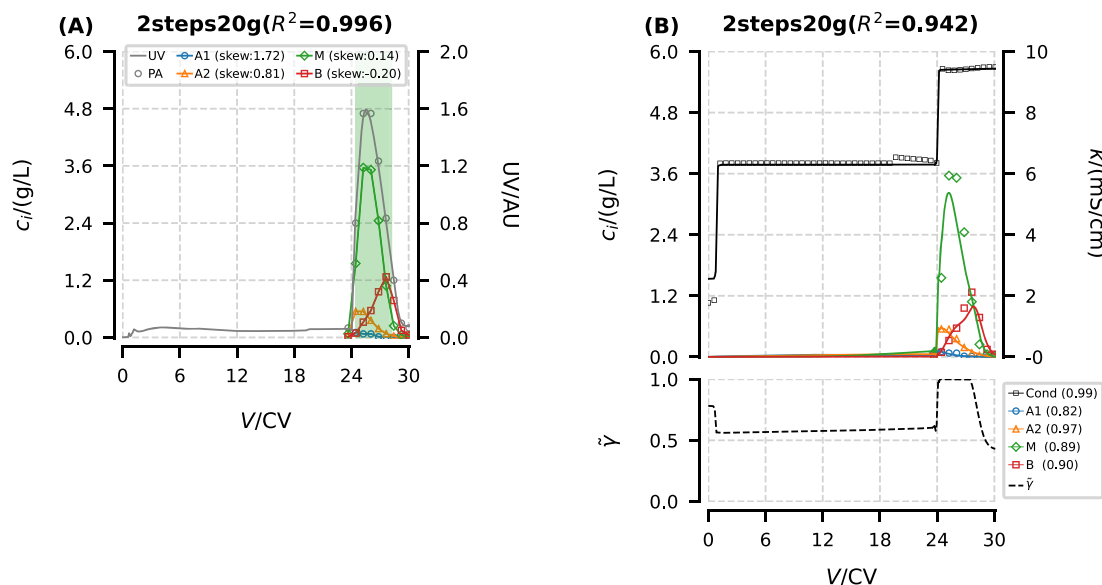 (A) 2steps20g(R²=0.996)
UV
PA
A1 (skew:1.72)
A2 (skew:0.81)
M (skew:0.14)
B (skew:-0.20)
6.0
4.8
3.6
2.4
1.2
0.0
cᵢ/(g/L)
2.0
1.6
1.2
0.8
0.4
0.0
UV/AU
0 6 12 18 24 30
V/CV
(B) 2steps20g(R²=0.942)
6.0
4.8
3.6
2.4
1.2
0.0
cᵢ/(g/L)
10
8
6
4
2
-0
k/(mS/cm)
1.0
0.5
0.0
γ̃
Cond (0.99)
A1 (0.82)
A2 (0.97)
M (0.89)
B (0.90)
γ̃
0 6 12 18 24 30
V/CV